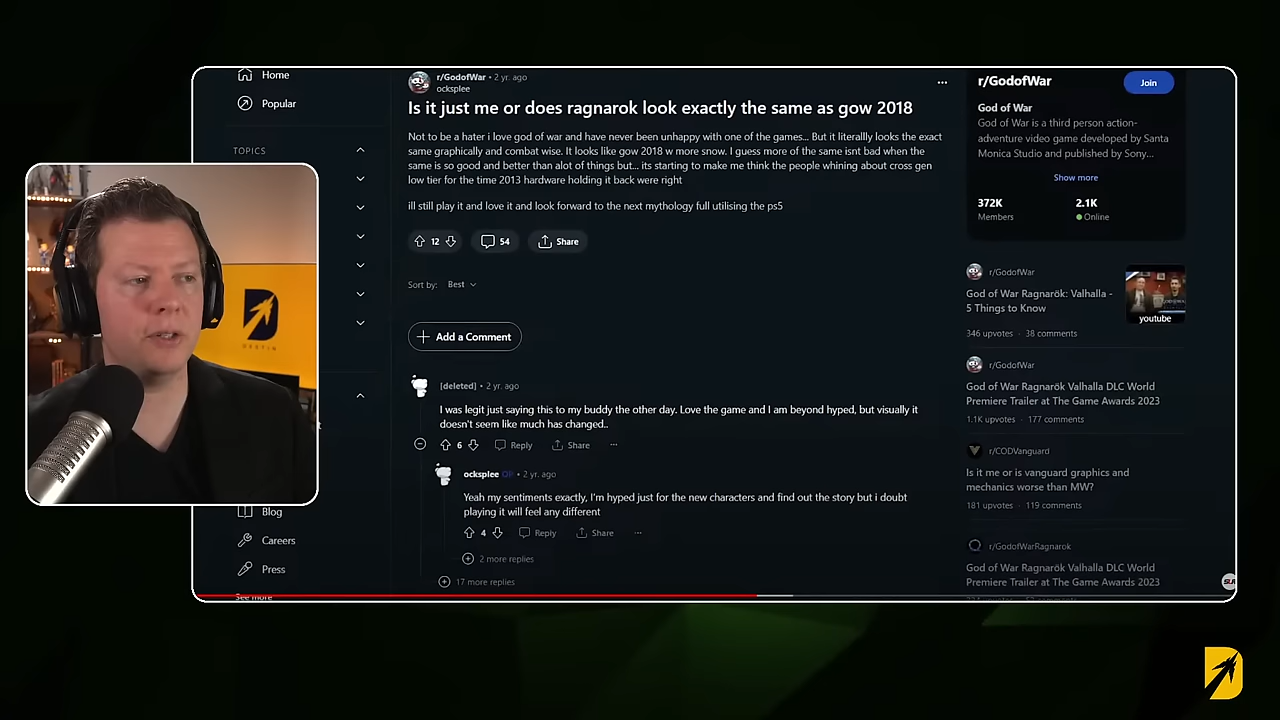 Home
Popular
TOPICS
Blog
Careers
Press
See more
r/GodofWar • 2 yr. ago
ocksplee
Is it just me or does ragnarok look exactly the same as gow 2018
Not to be a hater i love god of war and have never been unhappy with one of the games... But it literallly looks the exact
same graphically and combat wise. It looks like gow 2018 w more snow. I guess more of the same isnt bad when the
same is so good and better than alot of things but... its starting to make me think the people whining about cross gen
low tier for the time 2013 hardware holding it back were right
ill still play it and love it and look forward to the next mythology full utilising the ps5
12
54
Share
Sort by: Best
Add a Comment
[deleted] • 2 yr. ago
I was legit just saying this to my buddy the other day. Love the game and I am beyond hyped, but visually it
doesn't seem like much has changed..
6 Reply Share ...
ocksplee OP • 2 yr. ago
Yeah my sentiments exactly, I'm hyped just for the new characters and find out the story but i doubt
playing it will feel any different
4 Reply Share ...
2 more replies
17 more replies
r/GodofWar
Join
God of War
God of War is a third person action-
adventure video game developed by Santa
Monica Studio and published by Sony...
Show more
372K 2.1K
Members Online
r/GodofWar
God of War Ragnarök: Valhalla -
5 Things to Know
youtube
346 upvotes · 38 comments
r/GodofWar
God of War Ragnarök Valhalla DLC World
Premiere Trailer at The Game Awards 2023
1.1K upvotes · 177 comments
r/CODVanguard
Is it me or is vanguard graphics and
mechanics worse than MW?
181 upvotes · 119 comments
r/GodofWarRagnarok
God of War Ragnarök Valhalla DLC World
Premiere Trailer at The Game Awards 2023
DESTIN